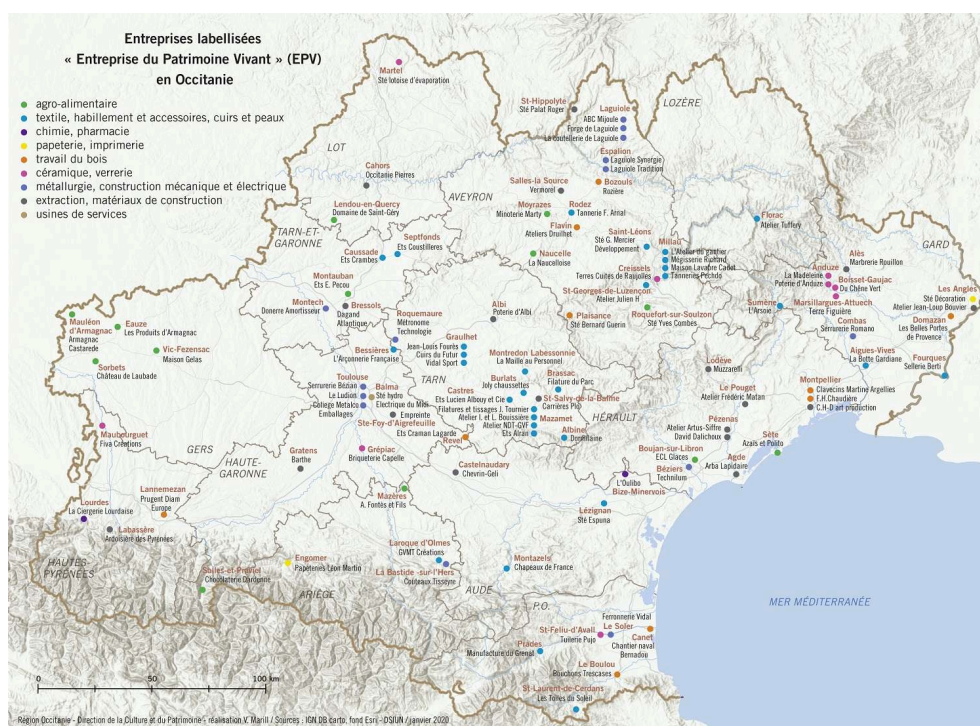 Entreprises labellisées
« Entreprise du Patrimoine Vivant » (EPV)
en Occitanie
agro-alimentaire
textile, habillement et accessoires, cuirs et peaux
chimie, pharmacie
papeterie, imprimerie
travail du bois
céramique, verrerie
métallurgie, construction mécanique et électrique
extraction, matériaux de construction
usines de services
Martel
Sté lotoise d'évaporation
St-Hippolyte
Sté Palat Roger
Laguiole
ABC Mijoule
Forge de Laguiole
La coutellerie de Laguiole
LOZÈRE
LOT
Espalion
Laguiole Synergie
Laguiole Tradition
Cahors
Occitanie Pierres
AVEYRON
Salles-la Source
Vermorel
Bozouls
Rozière
Lendou-en-Quercy
Domaine de Saint-Géry
Moyrazès
Minoterie Marty
Rodez
Tannerie F. Arnal
Flavin
Ateliers Druilhet
Florac
Atelier Tuffery
TARN-ET-
GARONNE
Septfonds
Ets Coustilleres
Caussade
Ets Crambes
Naucelle
La Naucelloise
Saint-Léons
Sté G. Mercier
Développement
Millau
L'Atelier du gantier
Maison Lavabre Cadet
Tanneries Pechdo
Creissels
Terres Cuites de Raujolles
GARD
Alès
Marbrerie Rouillon
Anduze
La Madeleine
Poterie d'Anduze
Boisset-Gaujac
Du Chêne Vert
Marsillargues-Attuech
Terre Figuière
Les Angles
Sté Décoration
Atelier Jean-Loup Bouvier
Montauban
Ets E. Pecou
St-Georges-de-Luzençon
Atelier Julien H
Montech
Donerre Amortisseur
Bressols
Dagand
Atlantique
Albi
Poterie d'Albi
Plaisance
Sté Bernard Guerin
Roquefort-sur-Soulzon
Sté Yves Combes
Sumène
L'Arsoie
Combas
Serrurerie Romano
Domazan
Les Belles Portes
de Provence
Mauléon
d'Armagnac
Armagnac
Castarede
Eauze
Les Produits d'Armagnac
Vic-Fezensac
Maison Gelas
Sorbets
Château de Laubade
Roquemaure
Métronome
Technologie
Bessières
L'Arçonnerie Française
Graulhet
Jean-Louis Fourès
Cuirs du Futur
Vidal Sport
Montredon Labessonnie
La Maille au Personnel
Aigues-Vives
La Botte Gardiane
Fourques
Sellerie Berti
Lodève
Muzzarelli
Toulouse
Serrurerie Bézian
Le Ludion
Céliege Metalco
Emballages
Balma
Sté hydro
Electrique du Midi
Empreinte
TARN
Burlats
Joly chaussettes
Brassac
Filature du Parc
Castres
Ets Lucien Albouy et Cie
St-Salvy-de-la-Balme
Carrières Plo
Filatures et tissages J. Tournier
Atelier I. et L. Bouissière
Atelier NDT-GVF
Ets Alran
Mazamet
HÉRAULT
Le Pouget
Atelier Frédéric Matan
Montpellier
Clavecins Martine Argellies
F.H.Chaudière
C.H-D art production
Pézenas
Atelier Artus-Siffre
David Dalichoux
Ste-Foy-d'Aigrefeuille
Ets Craman Lagarde
Revel
Albine
Maubourguet
Fiva Créations
GERS
HAUTE-
GARONNE
Gratens
Barthe
Grépiac
Briqueterie Capelle
Castelnaudary
Chevrin-Geli
Boujan-sur-Libron
ECL Glaces
Béziers
Technilum
Agde
Arba Lapidaire
Sète
Azaïs et Polito
L'Oulibo
Bize-Minervois
Lourdes
La Ciergerie Lourdaise
Lannemezan
Prugent Diam
Europe
Labassère
Ardoisière des Pyrénées
Mazères
A. Fontès et Fils
Lézignan
Sté Espuna
HAUTES-
PYRÉNÉES
Chocolaterie Dardenne
Engomer
Papeteries Léon Martin
ARIÈGE
Laroque d'Olmes
GVMT Créations
La Bastide -sur-l'Hers
Couteaux Tisseyre
Montazels
Chapeaux de France
AUDE
P.O.
MER MÉDITERRANÉE
Ferronnerie Vidal
St-Feliu-d'Avall
Tuilerie Pujo
Le Soler
Canet
Chantier naval
Bernadou
Prades
Manufacture du Grenat
Le Boulou
Bouchons Trescases
St-Laurent-de-Cerdans
Les Toiles du Soleil
0 50 100 km
Région Occitanie - Direction de la Culture et du Patrimoine - réalisation V. Marill / Sources : IGN BD carto, fond Esri - DSIUN / janvier 2020